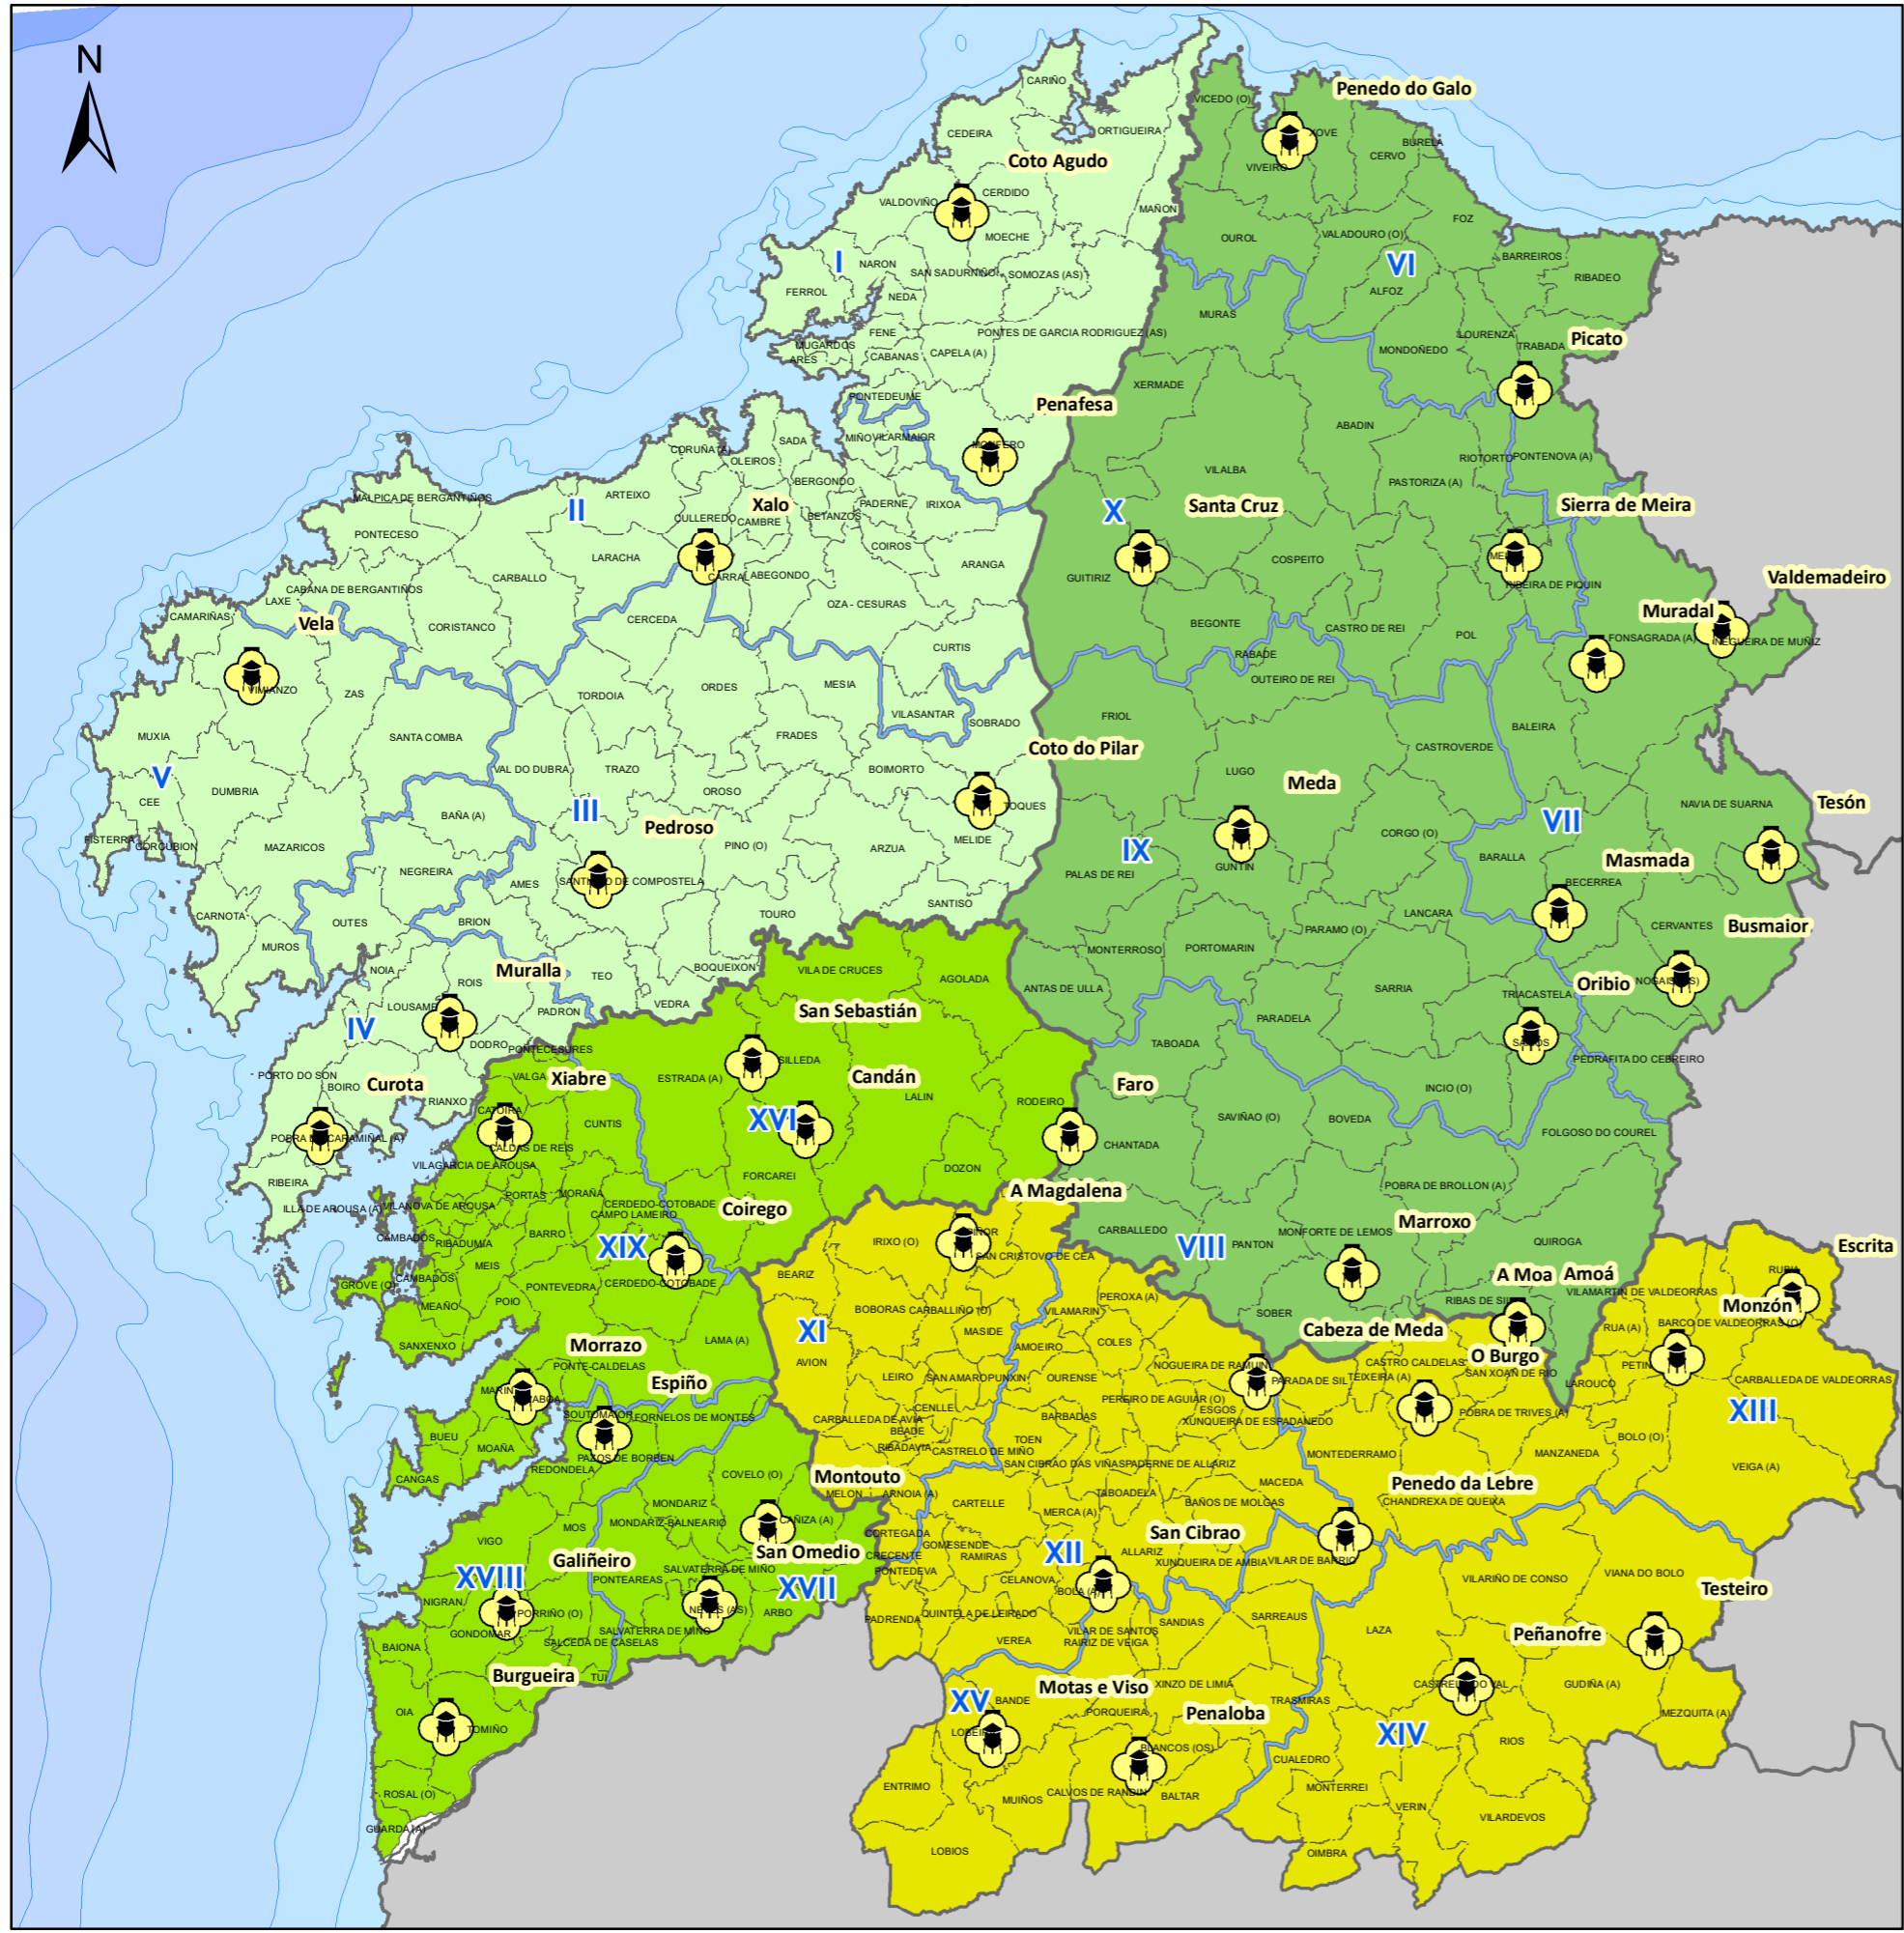 N
CARIÑO
VICEDO (O)
Penedo do Galo
CEDEIRA
ORTIGUEIRA
XOVE
BURELA
Coto Agudo
CERVO
VIVEIRO
CERDIDO
VALDOVIÑO
MAÑON
FOZ
MOECHE
OUROL
VALADOURO (O)
I
NARON
SAN SADURNIÑO
SOMOZAS (AS)
VI
BARREIROS
RIBADEO
FERROL
NEDA
ALFOZ
MURAS
FENE
PONTES DE GARCIA RODRIGUEZ (AS)
LOURENZA
Picato
MUGARDOS
ARES
CABANAS
CAPELA (A)
MONDOÑEDO
TRABADA
XERMADE
PONTEDEUME
Penafesa
ABADIN
MIÑO
VILARMAIOR
MONFERO
SADA
CORUÑA (A)
OLEIROS
RIOTORTO
PONTENOVA (A)
VILALBA
BERGONDO
PASTORIZA (A)
MALPICA DE BERGANTIÑOS
ARTEIXO
II
Xalo
PADERNE
IRIXOA
X
Santa Cruz
Sierra de Meira
CULLEREDO
CAMBRE
BETANZOS
PONTECESO
COIROS
LARACHA
ARANGA
COSPEITO
CARBALLO
CARRAL
ABEGONDO
GUITIRIZ
RIBEIRA DE PIQUIN
Valdemadeiro
CABANA DE BERGANTIÑOS
LAXE
OZA - CESURAS
Muradal
CAMARIÑAS
Vela
CORISTANCO
CERCEDA
BEGONTE
CASTRO DE REI
POL
FONSAGRADA (A)
NEGUEIRA DE MUÑIZ
CURTIS
RABADE
OUTEIRO DE REI
VIMIANZO
ZAS
TORDOIA
ORDES
MESIA
VILASANTAR
SOBRADO
FRIOL
BALEIRA
MUXIA
SANTA COMBA
FRADES
Coto do Pilar
CASTROVERDE
V
VAL DO DUBRA
TRAZO
BOIMORTO
LUGO
Meda
DUMBRIA
CEE
OROSO
TOQUES
NAVIA DE SUARNA
Tesón
BAÑA (A)
III
VII
Pedroso
CORGO (O)
FISTERRA
CORCUBION
MAZARICOS
PINO (O)
ARZUA
MELIDE
IX
BARALLA
Masmada
NEGREIRA
PALAS DE REI
GUNTIN
AMES
SANTIAGO DE COMPOSTELA
BECERREA
SANTISO
CARNOTA
OUTES
BRION
TOURO
LANCARA
CERVANTES
Busmaior
MUROS
PARAMO (O)
MONTERROSO
PORTOMARIN
NOIA
Muralla
TEO
BOQUEIXON
VILA DE CRUCES
AGOLADA
ROIS
ANTAS DE ULLA
SARRIA
TRIACASTELA
Oribio
LOUSAME
PADRON
VEDRA
San Sebastián
IV
PARADELA
DODRO
PONTECESURES
TABOADA
SAMOS
PEDRAFITA DO CEBREIRO
SILLEDA
PORTO DO SON
BOIRO
Curota
VALGA
Xiabre
ESTRADA (A)
Candán
Faro
INCIO (O)
RIANXO
CATOIRA
LALIN
RODEIRO
CUNTIS
XVI
SAVIÑAO (O)
BOVEDA
CALDAS DE REIS
CHANTADA
FOLGOSO DO COUREL
VILAGARCIA DE AROUSA
FORCAREI
DOZON
RIBEIRA
PORTAS
MORAÑA
A Magdalena
POBRA DE BROLLON (A)
ILLA DE AROUSA (A)
VILANOVA DE AROUSA
CERDEDO-COTOBADE
CAMPO LAMEIRO
Coirego
Marroxo
CAMBADOS
RIBADUMIA
BARRO
XIX
IRIXO (O)
CARBALLEDO
VIII
PANTON
MONFORTE DE LEMOS
QUIROGA
Escrita
SAN CRISTOVO DE CEA
MEIS
BEARIZ
GROVE (O)
CAMBADOS
PONTEVEDRA
CERDEDO-COTOBADE
A Moa
Amoá
MEAÑO
POIO
BOBORAS
CARBALLIÑO (O)
VILAMARIN
PEROXA (A)
SOBER
VILAMARTIN DE VALDEORRAS
Monzón
XI
MASIDE
COLES
Cabeza de Meda
RUA (A)
BARCO DE VALDEORRAS (O)
SANXENXO
Morrazo
LAMA (A)
AMOEIRO
O Burgo
AVION
PONTE-CALDELAS
NOGUEIRA DE RAMUIN
CASTRO CALDELAS
SAN XOAN DE RIO
Espiño
LEIRO
SAN AMARO
PUNXIN
OURENSE
PARADA DE SIL
TEIXEIRA (A)
LAROUCO
CARBALLEDA DE VALDEORRAS
MARIN
PEREIRO DE AGUIAR (O)
ESGOS
SOUTOMAIOR
FORNELOS DE MONTES
CENLLE
BARBADAS
XUNQUEIRA DE ESPADANEDO
POBRA DE TRIVES (A)
XIII
CARBALLEDA DE AVIA
BEADE
BUEU
MOAÑA
TOEN
BOLO (O)
PAZOS DE BORBEN
RIBADAVIA
CASTRELO DE MIÑO
MONTEDERRAMO
MANZANEDA
CANGAS
REDONDELA
COVELO (O)
Montouto
SAN CIBRAO DAS VIÑAS
PADERNE DE ALLARIZ
VEIGA (A)
MACEDA
Penedo da Lebre
MELON
ARNOIA (A)
CARTELLE
TABOADELA
CHANDREXA DE QUEIXA
MONDARIZ
BAÑOS DE MOLGAS
MERCA (A)
MOS
MONDARIZ-BALNEARIO
CAÑIZA (A)
CORTEGADA
San Cibrao
VIGO
GOMESENDE
Galiñeiro
San Omedio
CRECENTE
RAMIRAS
XII
ALLARIZ
XUNQUEIRA DE AMBIA
VILAR DE BARRIO
SALVATERRA DE MIÑO
PONTEDEVA
XVIII
PONTEAREAS
XVII
CELANOVA
BOLA (A)
VILARIÑO DE CONSO
VIANA DO BOLO
Testeiro
NIGRAN
PORRIÑO (O)
NEVES (AS)
ARBO
PADRENDA
QUINTELA DE LEIRADO
SANDIAS
SARREAUS
GONDOMAR
SALVATERRA DE MIÑO
VILAR DE SANTOS
LAZA
BAIONA
SALCEDA DE CASELAS
VEREA
RAIRIZ DE VEIGA
Peñanofre
Burgueira
TUI
Motas e Viso
XINZO DE LIMIA
CASTRELO DO VAL
GUDIÑA (A)
XV
BANDE
TRASMIRAS
OIA
TOMIÑO
PORQUEIRA
Penaloba
MEZQUITA (A)
XIV
BLANCOS (OS)
RIOS
CUALEDRO
ENTRIMO
MONTERREI
ROSAL (O)
MUIÑOS
CALVOS DE RANDIN
BALTAR
VERIN
VILARDEVOS
GUARDA (A)
LOBIOS
OIMBRA